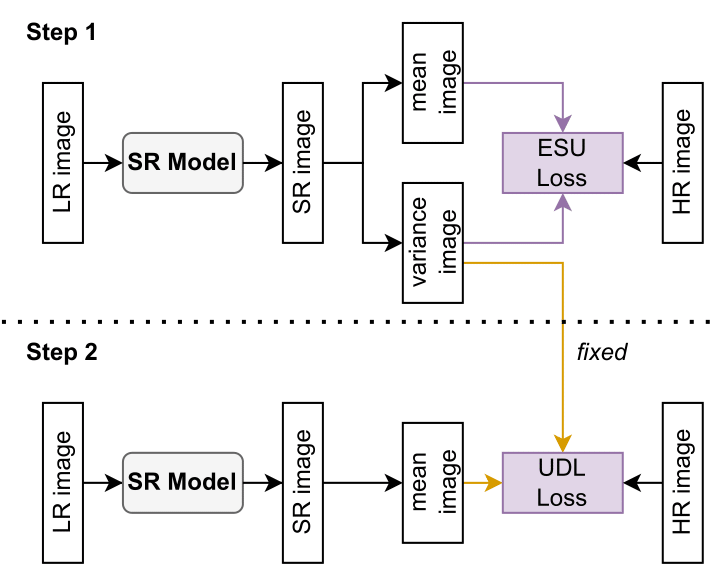 Step 1
LR image
SR Model
SR image
mean
image
variance
image
ESU
Loss
HR image
Step 2
fixed
LR image
SR Model
SR image
mean
image
UDL
Loss
HR image